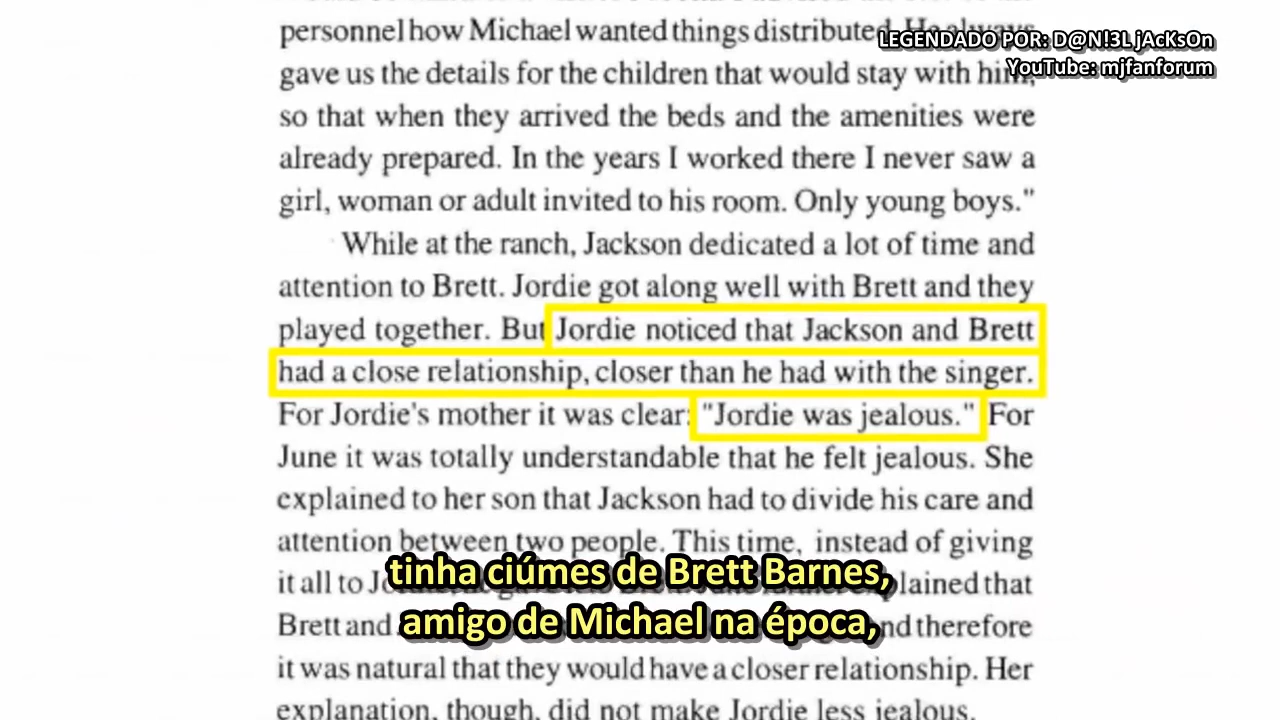 personnel how Michael wanted things distributed. He always
LEGENDADO POR: D@N!3L jAcKsOn
YouTube: mjfanforum
gave us the details for the children that would stay with him,
so that when they arrived the beds and the amenities were
already prepared. In the years I worked there I never saw a
girl, woman or adult invited to his room. Only young boys."
While at the ranch, Jackson dedicated a lot of time and
attention to Brett. Jordie got along well with Brett and they
played together. But Jordie noticed that Jackson and Brett
had a close relationship, closer than he had with the singer.
For Jordie's mother it was clear: "Jordie was jealous." For
June it was totally understandable that he felt jealous. She
explained to her son that Jackson had to divide his care and
attention between two people. This time, instead of giving
it all to
tinha ciúmes de Brett Barnes,
that
Brett and
amigo de Michael na época,
therefore
it was natural that they would have a closer relationship. Her
explanation, though, did not make Jordie less jealous.